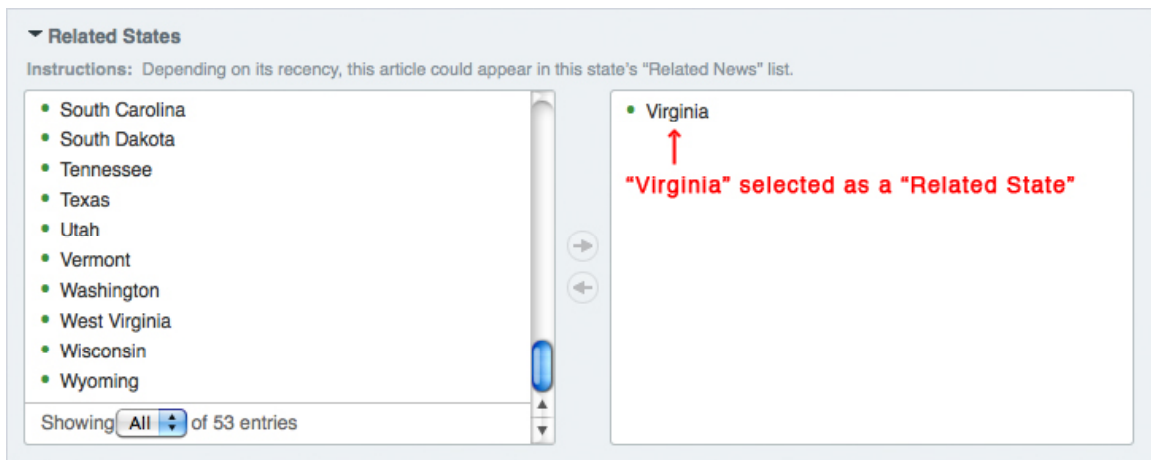 Related States
Instructions: Depending on its recency, this article could appear in this state's “Related News” list.
South Carolina
South Dakota
Tennessee
Texas
Utah
Vermont
Washington
West Virginia
Wisconsin
Wyoming
Showing All of 53 entries
Virginia
“Virginia” selected as a “Related State”